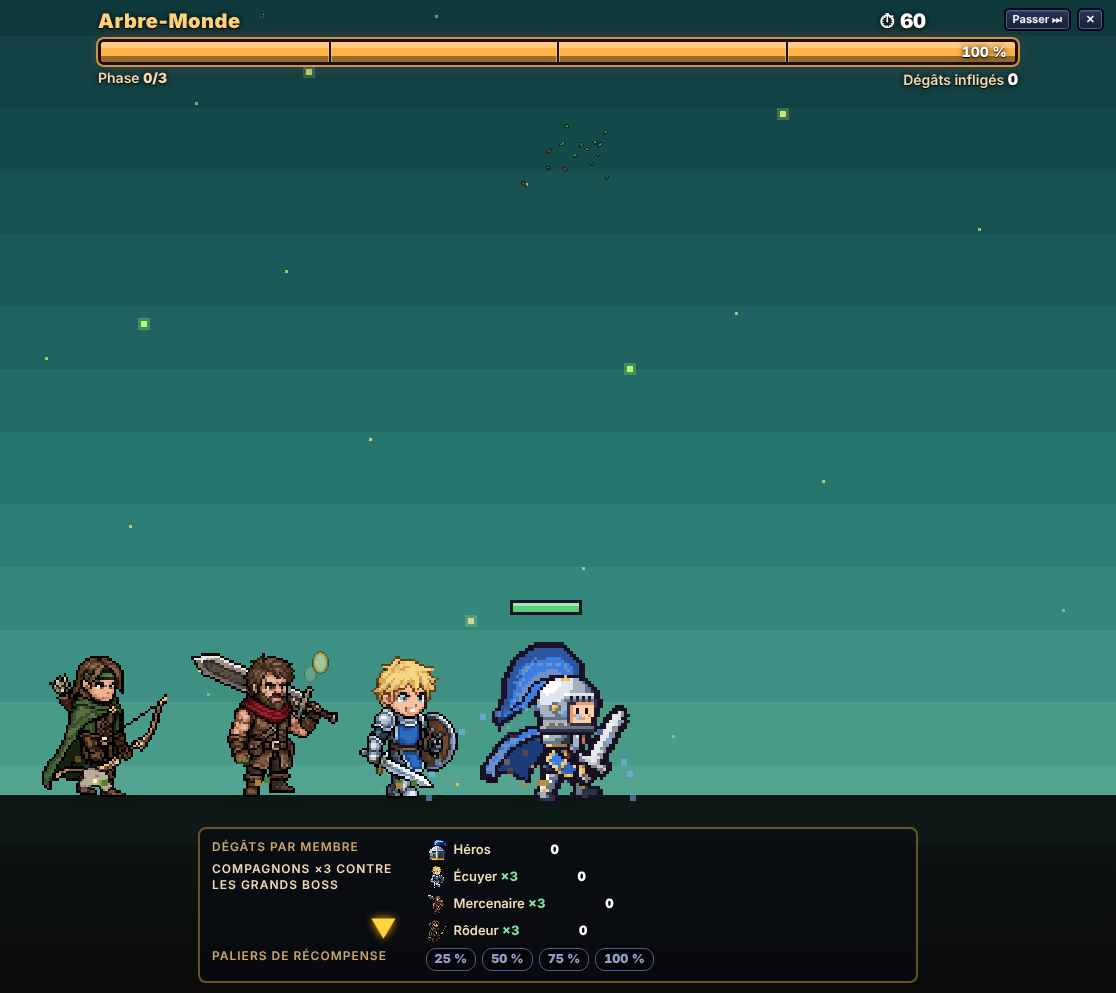 Arbre-Monde
⏱ 60
Passer ⏭
✕
100 %
Phase 0/3
Dégâts infligés 0
DÉGÂTS PAR MEMBRE
COMPAGNONS ×3 CONTRE
LES GRANDS BOSS
Héros 0
Écuyer ×3 0
Mercenaire ×3 0
Rôdeur ×3 0
PALIERS DE RÉCOMPENSE
25 % 50 % 75 % 100 %